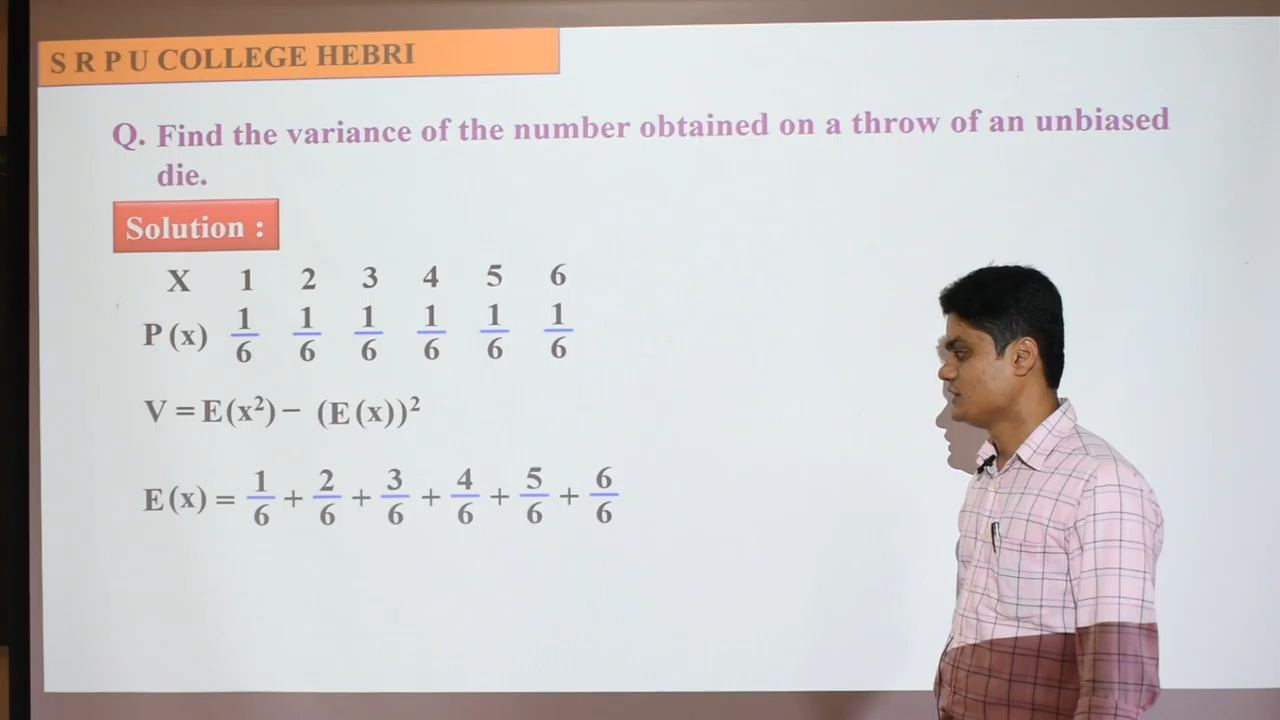 S R P U COLLEGE HEBRI
Q. Find the variance of the number obtained on a throw of an unbiased
die.
Solution :
X 1 2 3 4 5 6
P (x) 1/6 1/6 1/6 1/6 1/6 1/6
V = E(x²) − (E (x))²
E (x) = 1/6 + 2/6 + 3/6 + 4/6 + 5/6 + 6/6